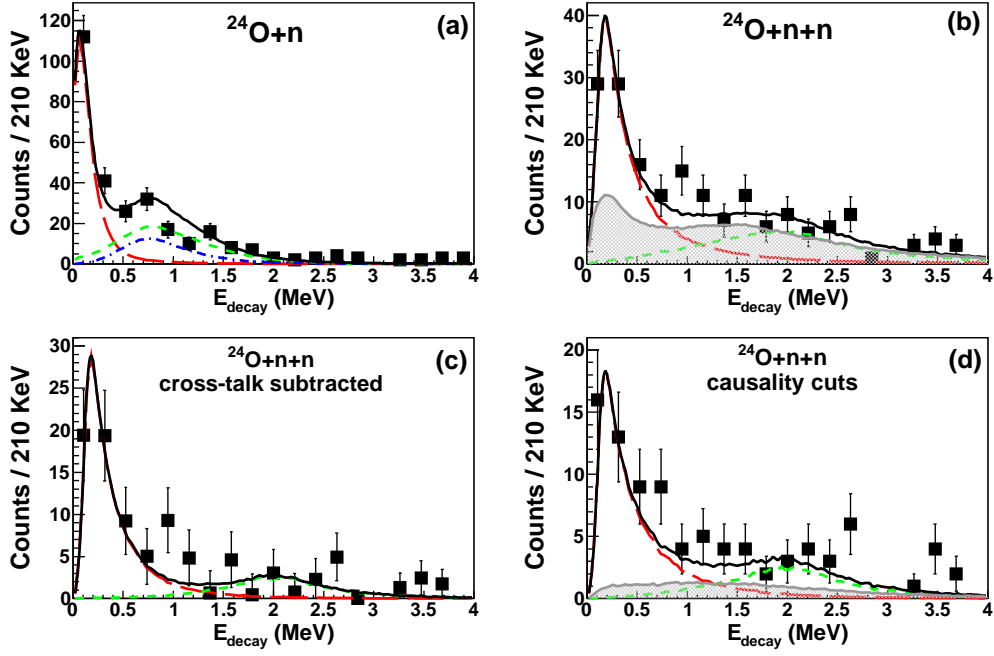 (a)
²⁴O+n
Counts / 210 KeV
120
100
80
60
40
20
0
0 0.5 1 1.5 2 2.5 3 3.5 4
E_decay (MeV)
(b)
²⁴O+n+n
Counts / 210 KeV
40
30
20
10
0
0 0.5 1 1.5 2 2.5 3 3.5 4
E_decay (MeV)
(c)
²⁴O+n+n
cross-talk subtracted
Counts / 210 KeV
30
25
20
15
10
5
0
0 0.5 1 1.5 2 2.5 3 3.5 4
E_decay (MeV)
(d)
²⁴O+n+n
causality cuts
Counts / 210 KeV
20
15
10
5
0
0 0.5 1 1.5 2 2.5 3 3.5 4
E_decay (MeV)